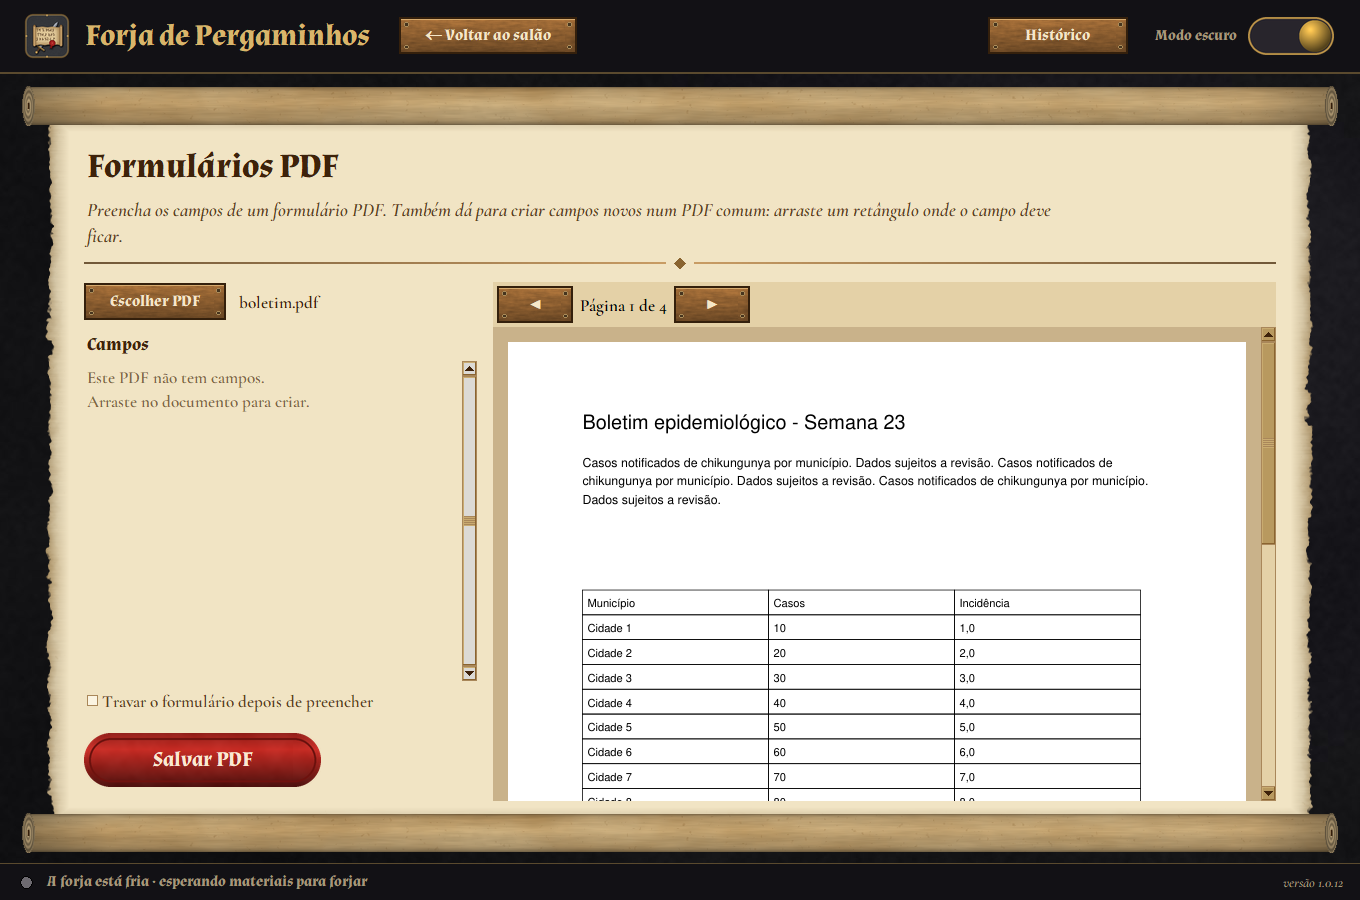 Forja de Pergaminhos
← Voltar ao salão
Histórico
Modo escuro
Formulários PDF
Preencha os campos de um formulário PDF. Também dá para criar campos novos num PDF comum: arraste um retângulo onde o campo deve
ficar.
Escolher PDF
boletim.pdf
Campos
Este PDF não tem campos.
Arraste no documento para criar.
Travar o formulário depois de preencher
Salvar PDF
◄ Página 1 de 4 ►
Boletim epidemiológico - Semana 23
Casos notificados de chikungunya por município. Dados sujeitos a revisão. Casos notificados de
chikungunya por município. Dados sujeitos a revisão. Casos notificados de chikungunya por município.
Dados sujeitos a revisão.
Município Casos Incidência
Cidade 1 10 1,0
Cidade 2 20 2,0
Cidade 3 30 3,0
Cidade 4 40 4,0
Cidade 5 50 5,0
Cidade 6 60 6,0
Cidade 7 70 7,0
A forja está fria · esperando materiais para forjar
versão 1.0.12